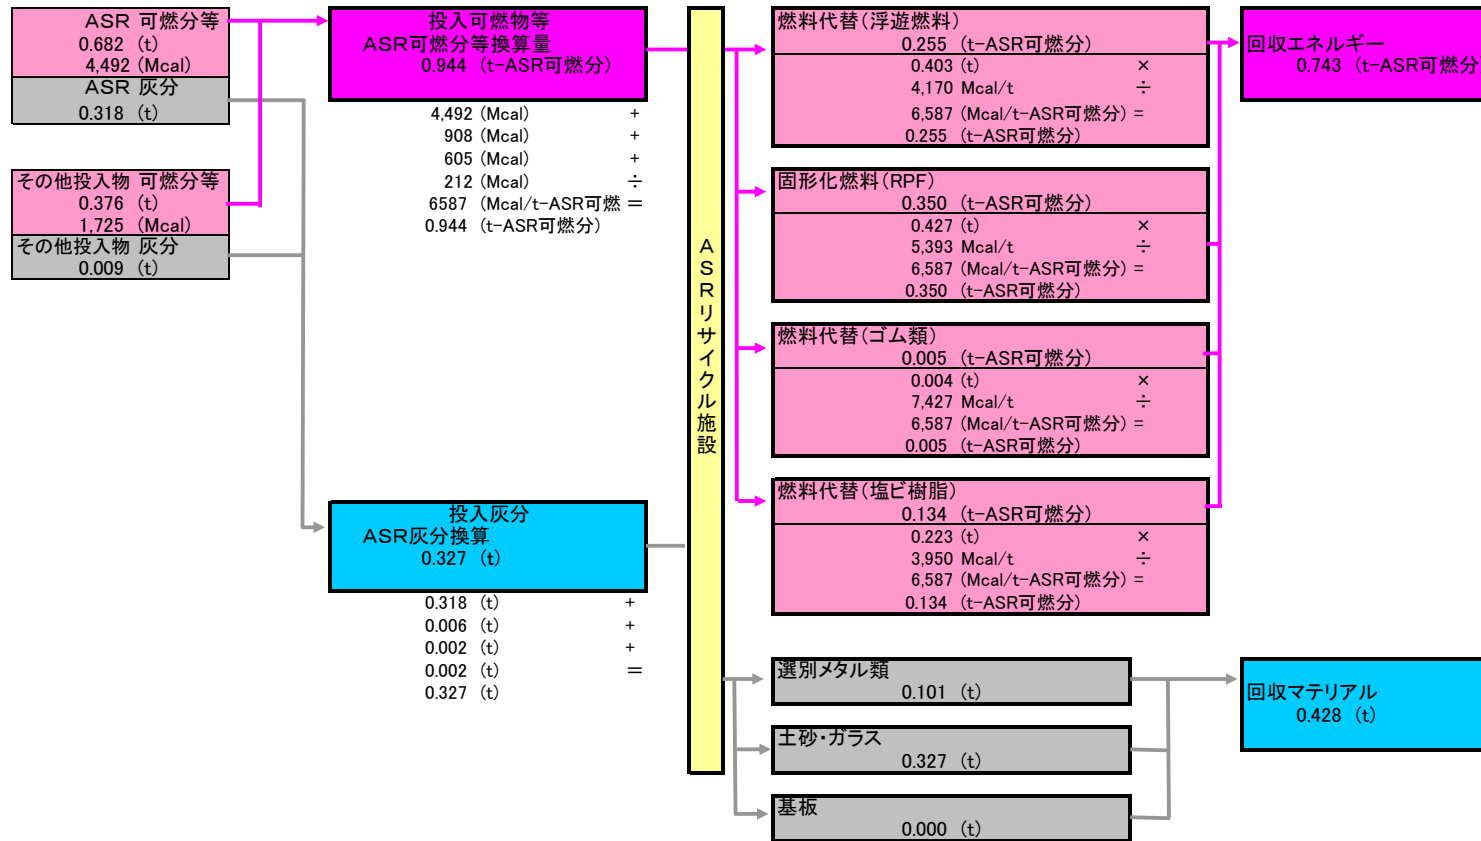 ASR 可燃分等
0.682 (t)
4,492 (Mcal)
ASR 灰分
0.318 (t)
その他投入物 可燃分等
0.376 (t)
1,725 (Mcal)
その他投入物 灰分
0.009 (t)
投入可燃物等
ASR可燃分等換算量
0.944 (t-ASR可燃分)
4,492 (Mcal) +
908 (Mcal) +
605 (Mcal) +
212 (Mcal) ÷
6587 (Mcal/t-ASR可燃 =
0.944 (t-ASR可燃分)
投入灰分
ASR灰分換算
0.327 (t)
0.318 (t) +
0.006 (t) +
0.002 (t) +
0.002 (t) =
0.327 (t)
ASRリサイクル施設
燃料代替(浮遊燃料)
0.255 (t-ASR可燃分)
0.403 (t) ×
4,170 Mcal/t ÷
6,587 (Mcal/t-ASR可燃分) =
0.255 (t-ASR可燃分)
固形化燃料(RPF)
0.350 (t-ASR可燃分)
0.427 (t) ×
5,393 Mcal/t ÷
6,587 (Mcal/t-ASR可燃分) =
0.350 (t-ASR可燃分)
燃料代替(ゴム類)
0.005 (t-ASR可燃分)
0.004 (t) ×
7,427 Mcal/t ÷
6,587 (Mcal/t-ASR可燃分) =
0.005 (t-ASR可燃分)
燃料代替(塩ビ樹脂)
0.134 (t-ASR可燃分)
0.223 (t) ×
3,950 Mcal/t ÷
6,587 (Mcal/t-ASR可燃分) =
0.134 (t-ASR可燃分)
選別メタル類
0.101 (t)
土砂・ガラス
0.327 (t)
基板
0.000 (t)
回収エネルギー
0.743 (t-ASR可燃分
回収マテリアル
0.428 (t)